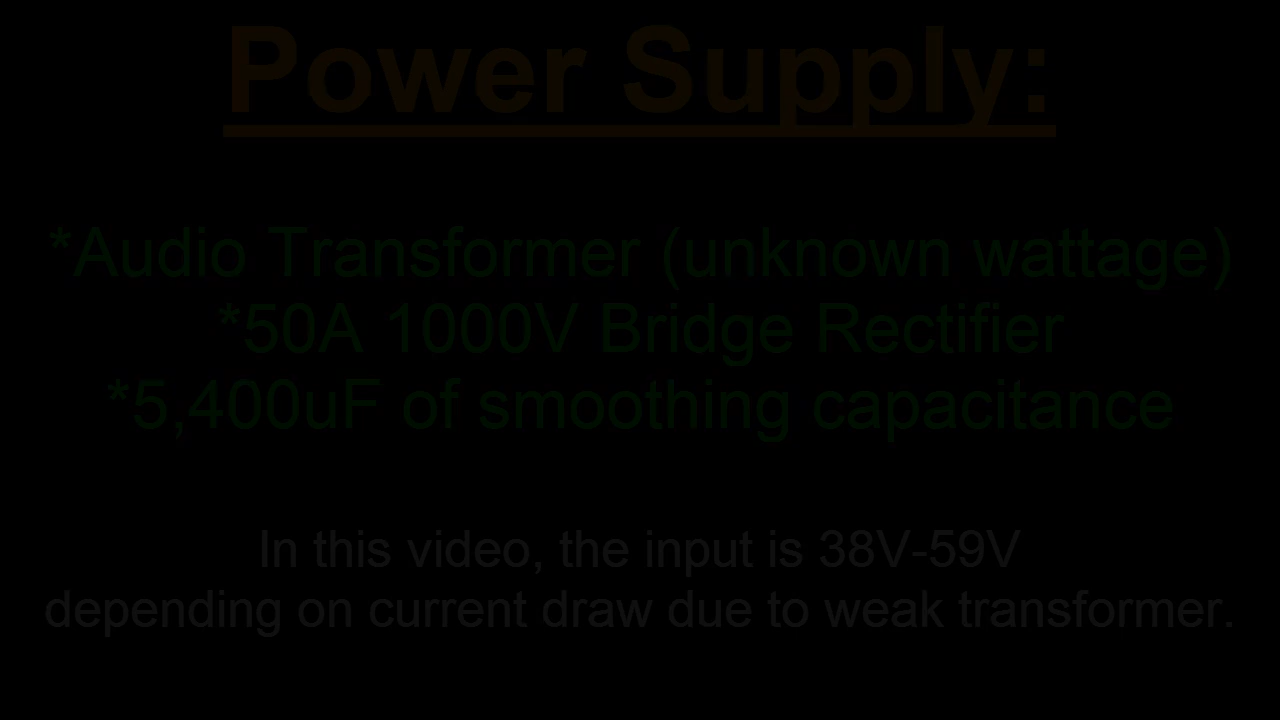 Power Supply:
*Audio Transformer (unknown wattage)
*50A 1000V Bridge Rectifier
*5,400uF of smoothing capacitance
In this video, the input is 38V-59V
depending on current draw due to weak transformer.